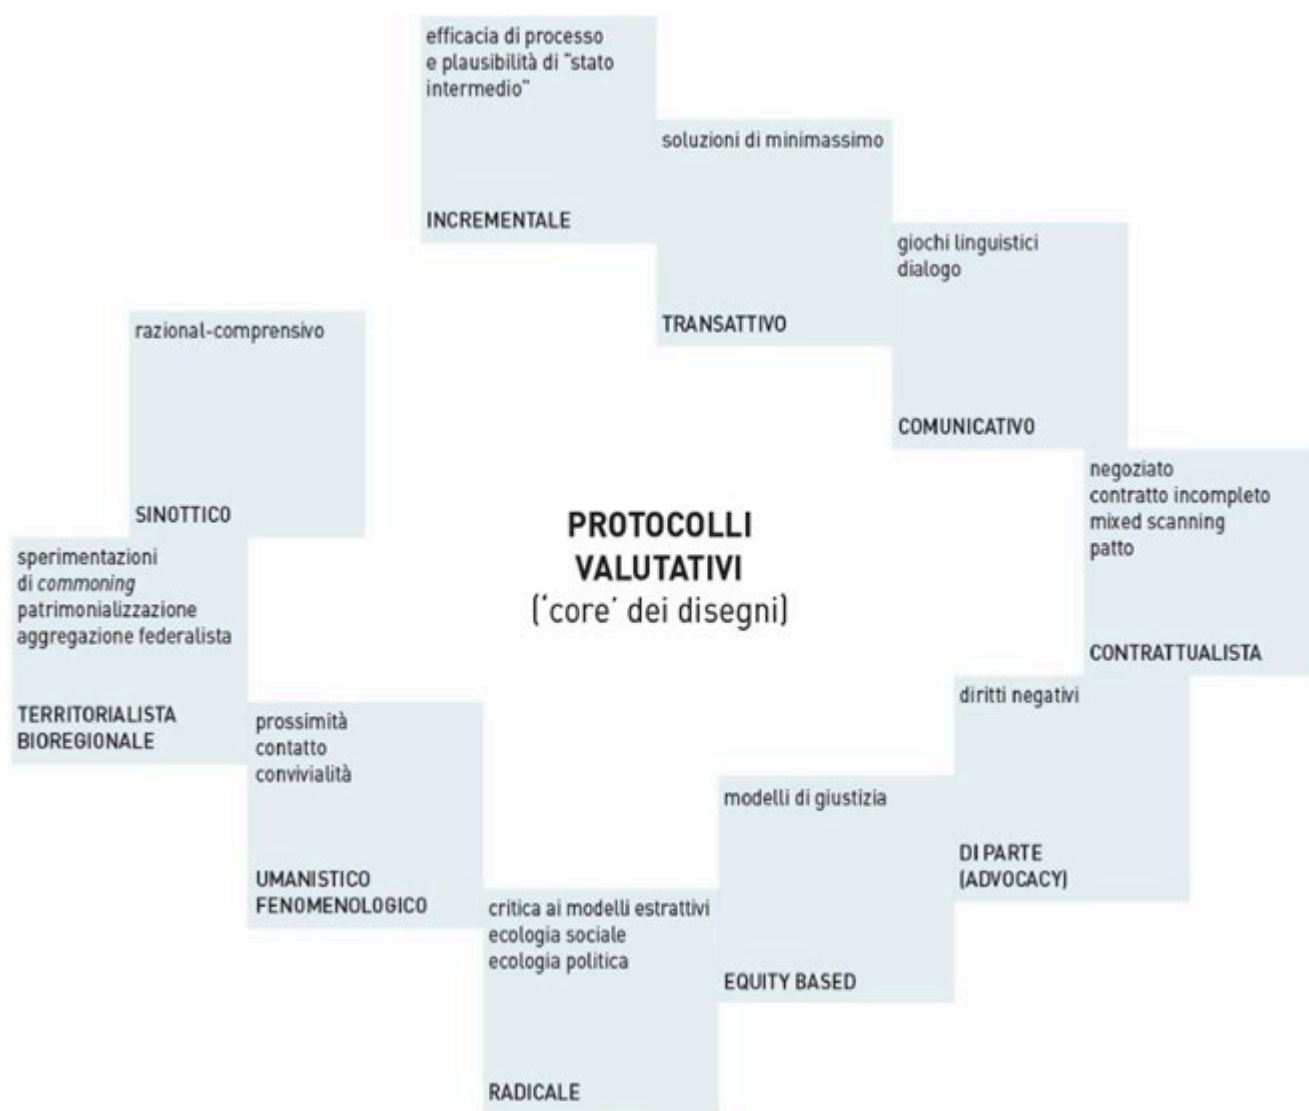 efficacia di processo
e plausibilità di "stato
intermedio"
INCREMENTALE
soluzioni di minimassimo
TRANSATTIVO
giochi linguistici
dialogo
COMUNICATIVO
negoziato
contratto incompleto
mixed scanning
patto
CONTRATTUALISTA
diritti negativi
DI PARTE
(ADVOCACY)
modelli di giustizia
EQUITY BASED
critica ai modelli estrattivi
ecologia sociale
ecologia politica
RADICALE
prossimità
contatto
convivialità
UMANISTICO
FENOMENOLOGICO
sperimentazioni
di commoning
patrimonializzazione
aggregazione federalista
TERRITORIALISTA
BIOREGIONALE
razional-comprensivo
SINOTTICO
PROTOCOLLI
VALUTATIVI
('core' dei disegni)